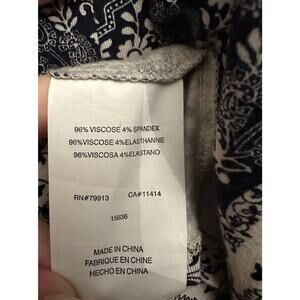 96% VISCOSE 4% SPANDEX
96%VISCOSE 4%ELASTHANNE
96%VISCOSA 4%ELASTANO
RN#79913 CA#11414
15636
MADE IN CHINA
FABRIQUE EN CHINE
HECHO EN CHINA